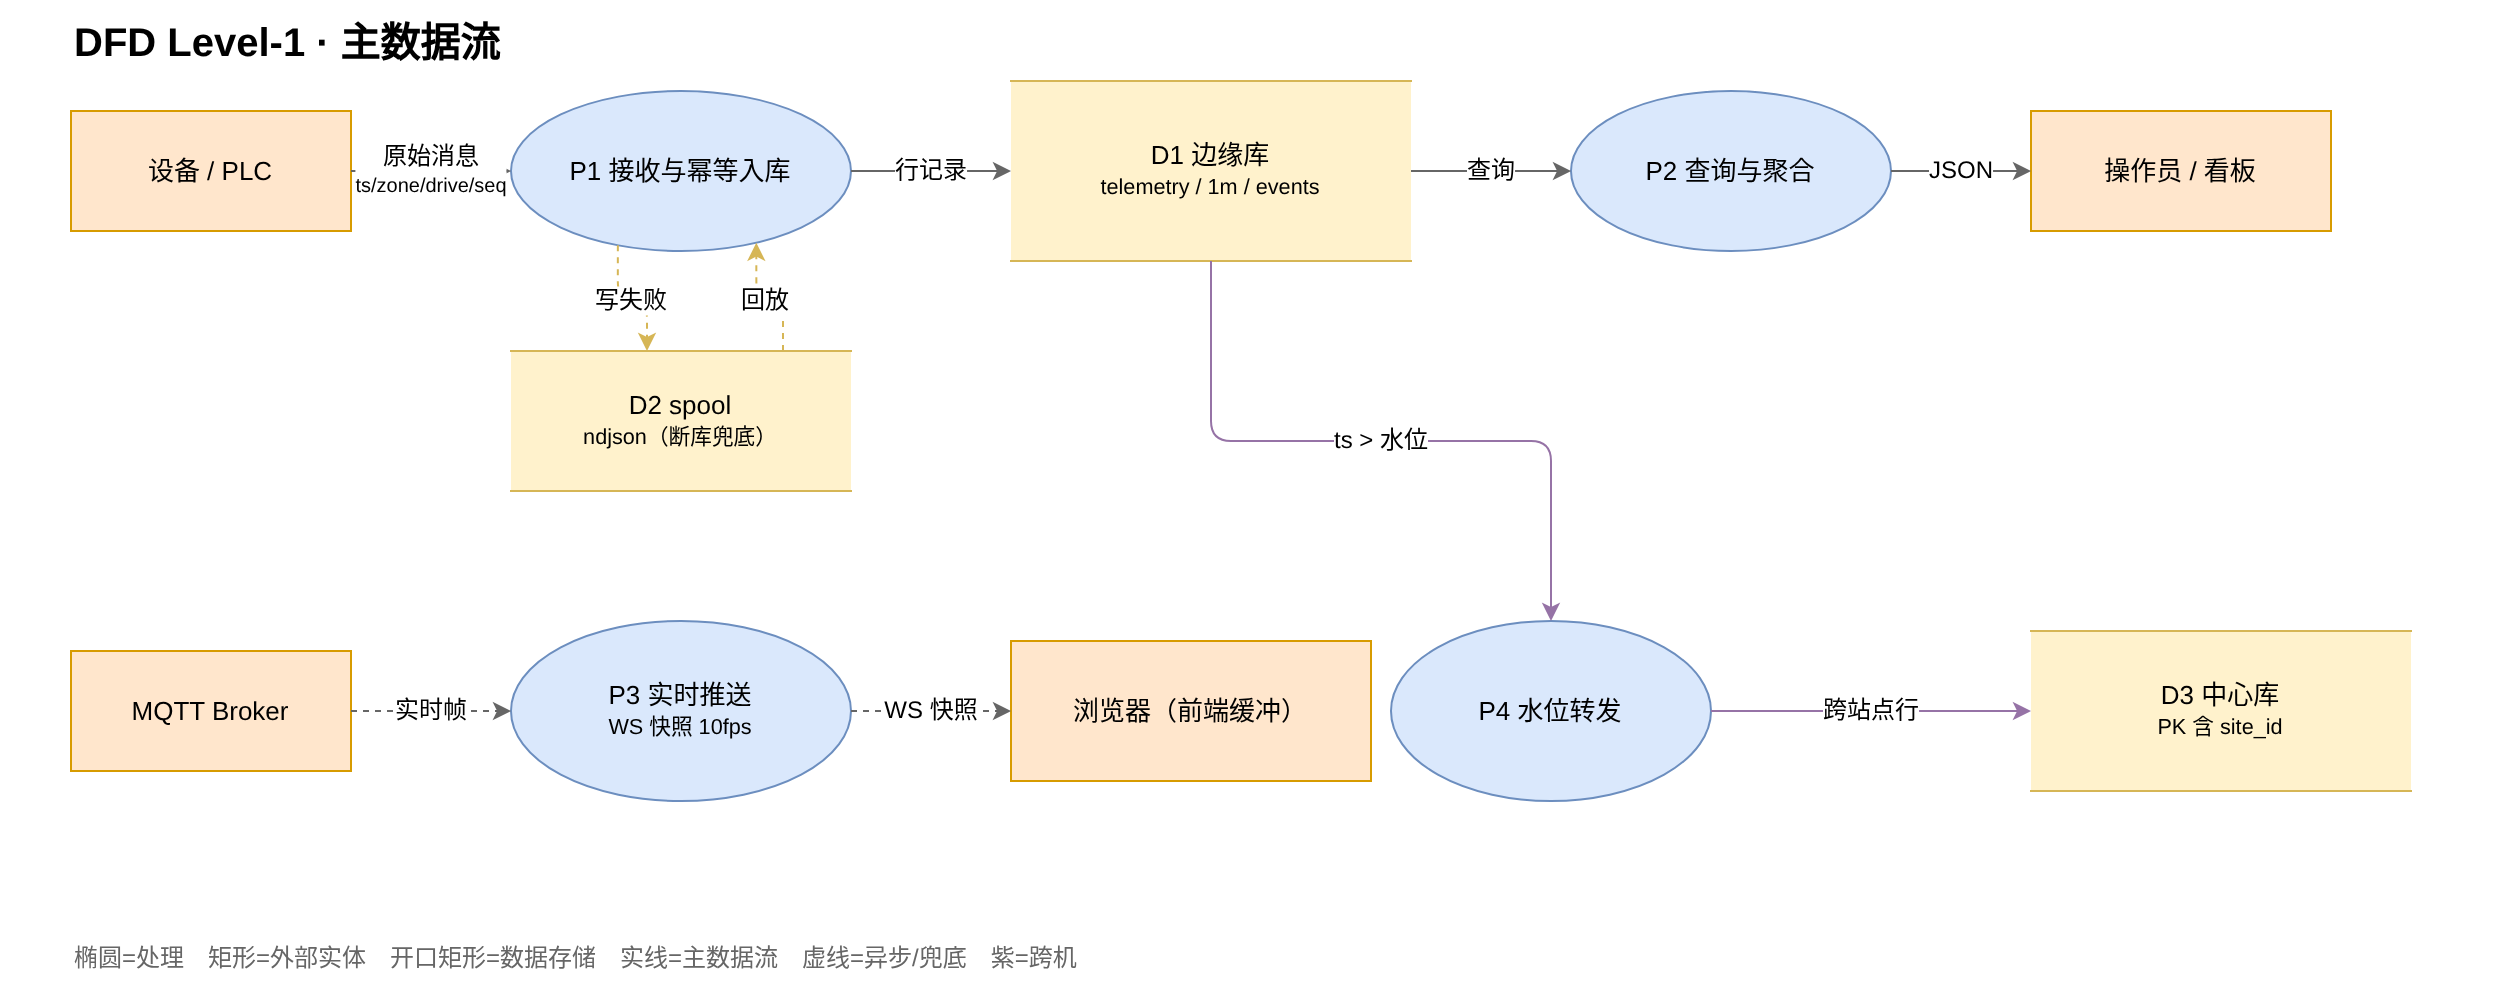 DFD Level-1 · 主数据流
设备 / PLC
原始消息
ts/zone/drive/seq
P1 接收与幂等入库
行记录
D1 边缘库
telemetry / 1m / events
查询
P2 查询与聚合
JSON
操作员 / 看板
写失败
回放
D2 spool
ndjson（断库兜底）
ts > 水位
MQTT Broker
实时帧
P3 实时推送
WS 快照 10fps
WS 快照
浏览器（前端缓冲）
P4 水位转发
跨站点行
D3 中心库
PK 含 site_id
椭圆=处理　矩形=外部实体　开口矩形=数据存储　实线=主数据流　虚线=异步/兜底　紫=跨机